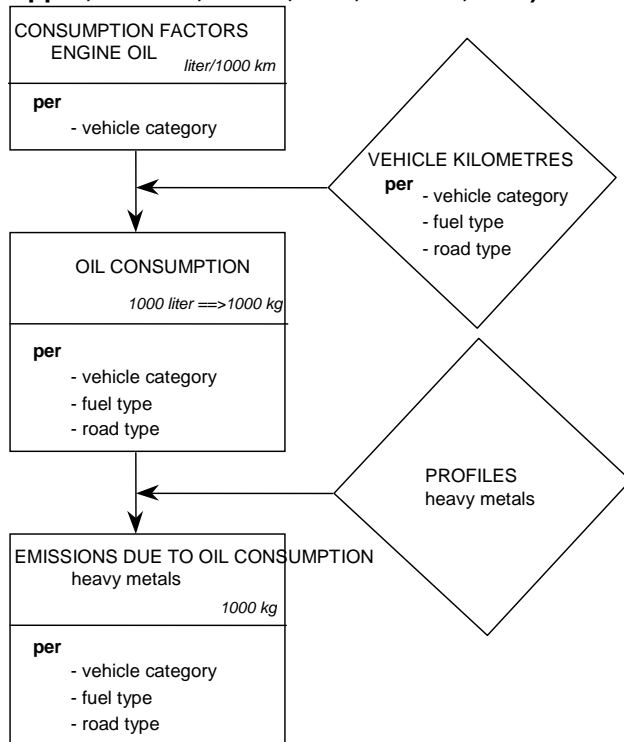 CONSUMPTION FACTORS
ENGINE OIL
liter/1000 km
per
- vehicle category
VEHICLE KILOMETRES
per
- vehicle category
- fuel type
- road type
OIL CONSUMPTION
1000 liter ==>1000 kg
per
- vehicle category
- fuel type
- road type
PROFILES
heavy metals
EMISSIONS DUE TO OIL CONSUMPTION
heavy metals
1000 kg
per
- vehicle category
- fuel type
- road type